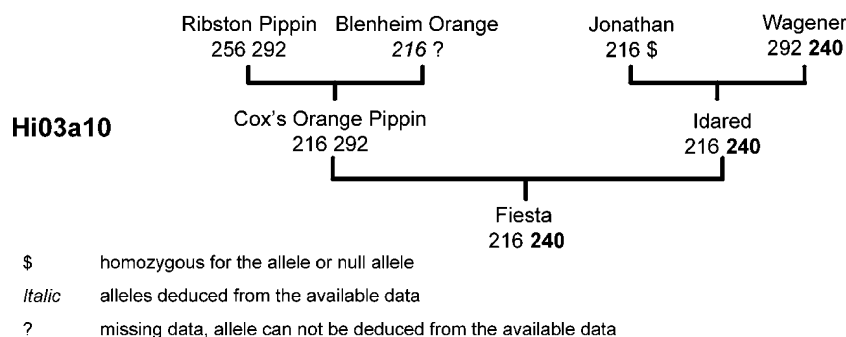 Ribston Pippin Blenheim Orange Jonathan Wagener
256 292 216 ? 216 $ 292 240
Hi03a10
Cox's Orange Pippin Idared
216 292 216 240
Fiesta
216 240
$ homozygous for the allele or null allele
Italic alleles deduced from the available data
? missing data, allele can not be deduced from the available data